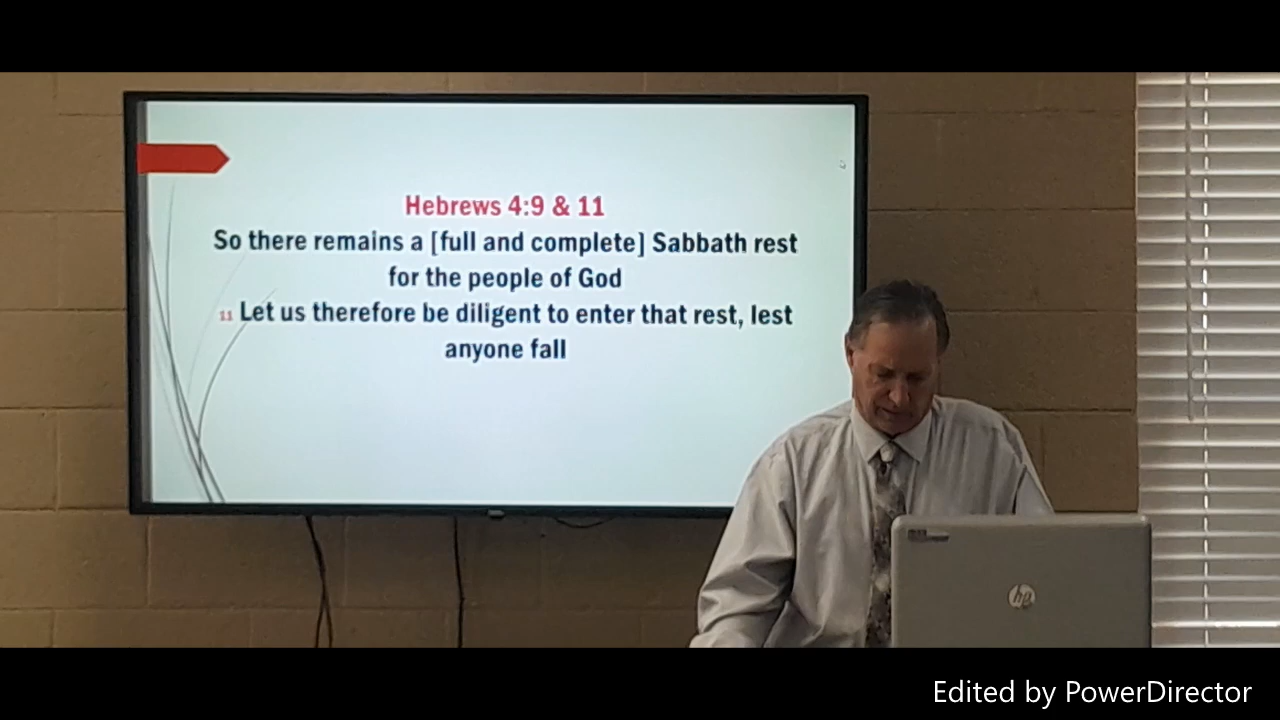 Hebrews 4:9 & 11
So there remains a [full and complete] Sabbath rest
for the people of God
11 Let us therefore be diligent to enter that rest, lest
anyone fall
hp
Edited by PowerDirector